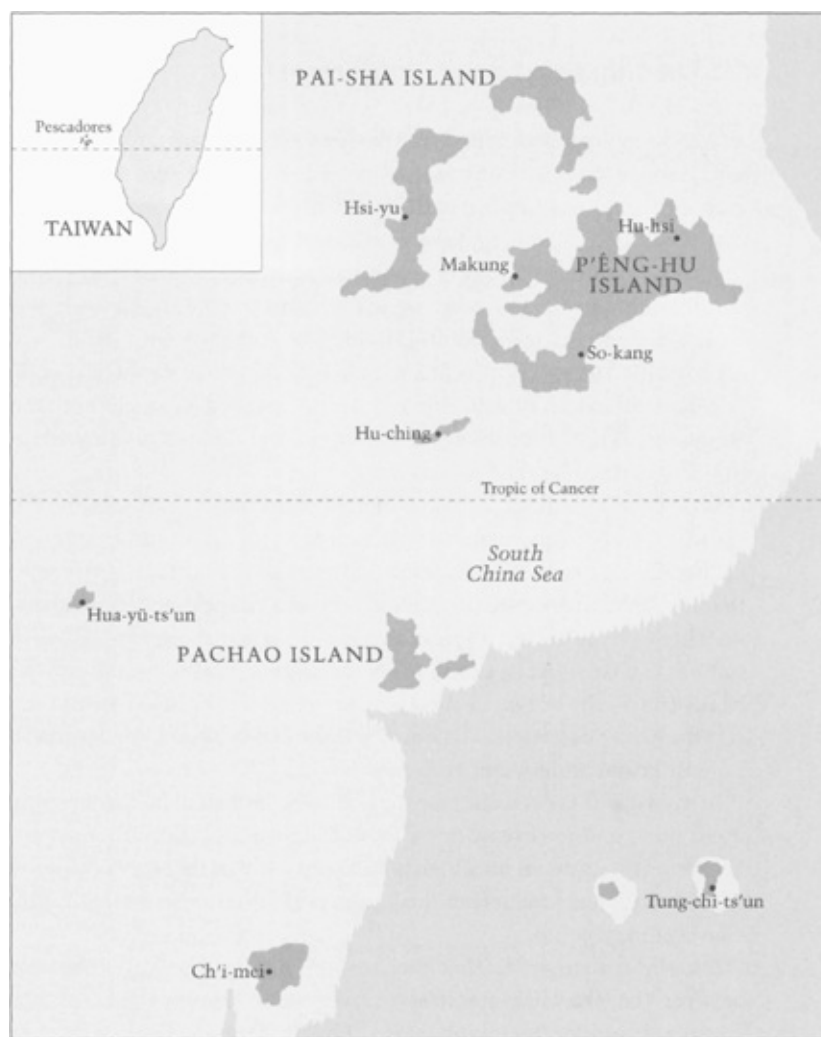 PAI-SHA ISLAND
Pescadores
TAIWAN
Hsi-yu
Hu-hsi
Makung
P'ÊNG-HU
ISLAND
So-kang
Hu-ching
Tropic of Cancer
South
China Sea
Hua-yü-ts'un
PACHAO ISLAND
Tung-chi-ts'un
Ch'i-mei